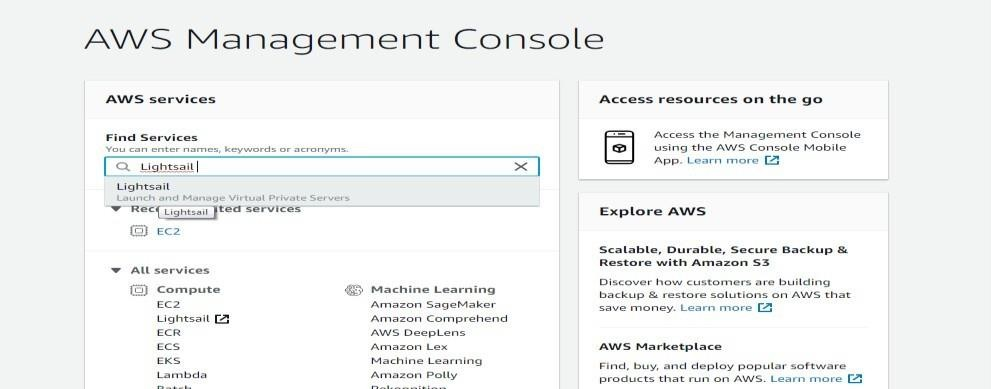 AWS Management Console
AWS services
Find Services
You can enter names, keywords or acronyms.
Lightsail
Lightsail
Launch and Manage Virtual Private Servers
Lightsail
services
EC2
All services
Compute
EC2
Lightsail
ECR
ECS
EKS
Lambda
Batch
Machine Learning
Amazon SageMaker
Amazon Comprehend
AWS DeepLens
Amazon Lex
Machine Learning
Amazon Polly
Rekognition
Access resources on the go
Access the Management Console
using the AWS Console Mobile
App. Learn more
Explore AWS
Scalable, Durable, Secure Backup &
Restore with Amazon S3
Discover how customers are building
backup & restore solutions on AWS that
save money. Learn more
AWS Marketplace
Find, buy, and deploy popular software
products that run on AWS. Learn more